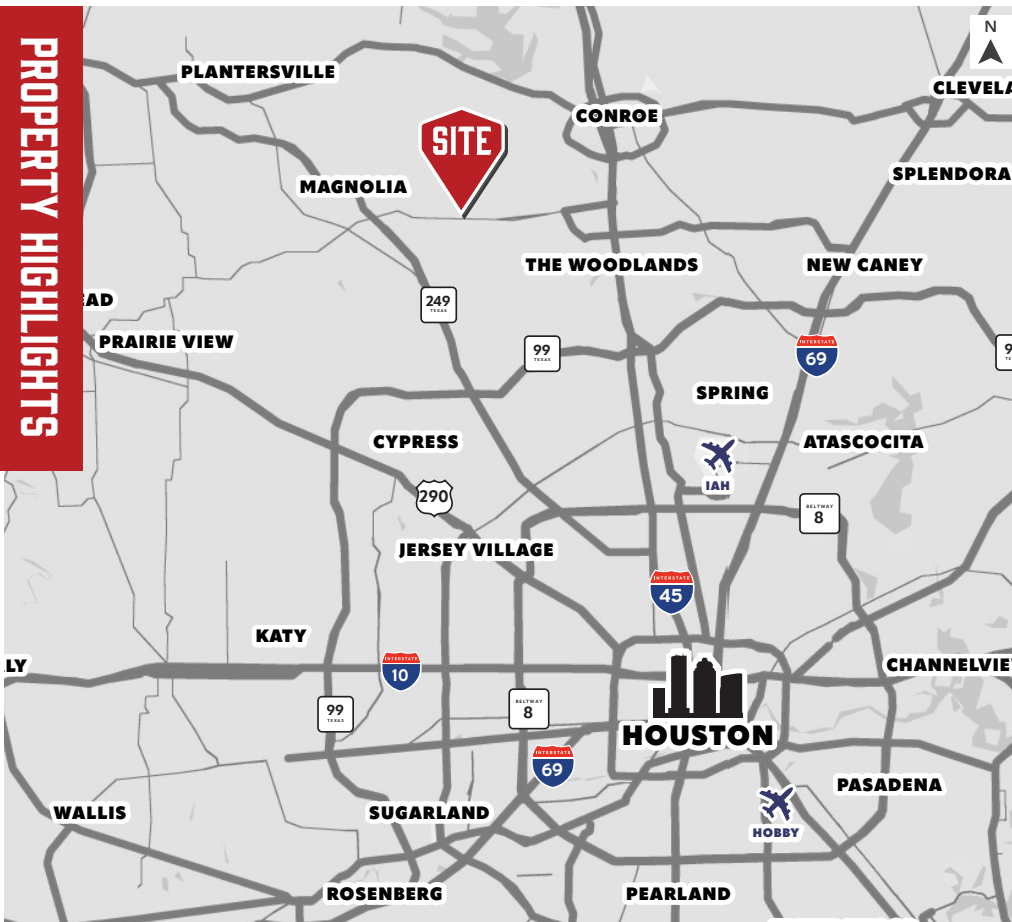 PROPERTY HIGHLIGHTS
N
PLANTERSVILLE
CLEVELA
CONROE
SITE
SPLENDORA
MAGNOLIA
THE WOODLANDS
NEW CANEY
EAD
249
TEXAS
PRAIRIE VIEW
99
TEXAS
INTERSTATE
69
9
TE
SPRING
CYPRESS
ATASCOCITA
IAH
290
BELTWAY
8
JERSEY VILLAGE
INTERSTATE
45
KATY
LY
INTERSTATE
10
CHANNELVIE
99
TEXAS
BELTWAY
8
HOUSTON
INTERSTATE
69
PASADENA
WALLIS
SUGARLAND
HOBBY
ROSENBERG
PEARLAND